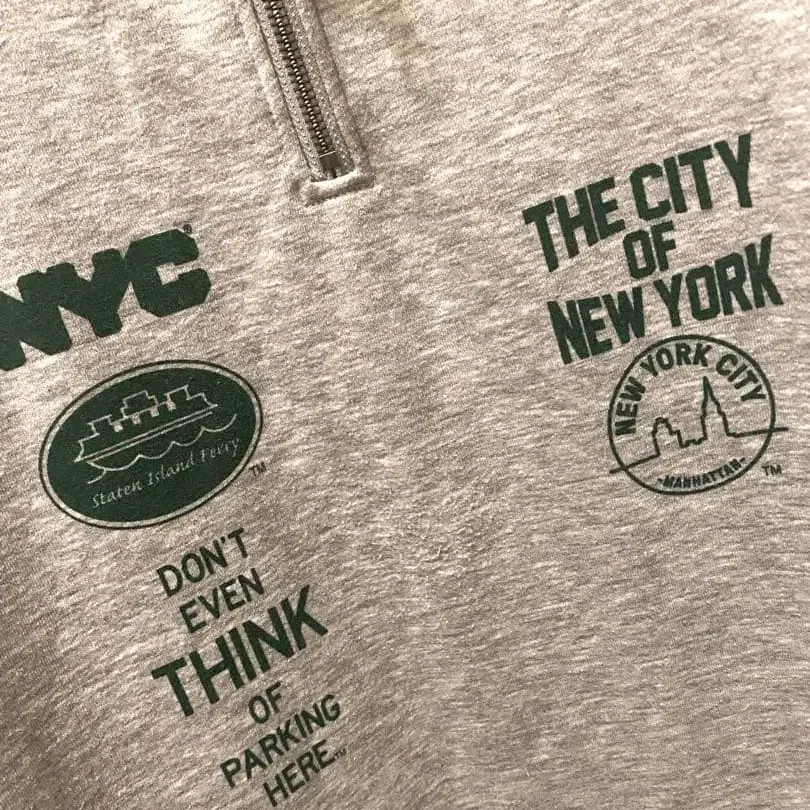 NYC®
Staten Island Ferry
TM
DON'T
EVEN
THINK
OF
PARKING
HERE.™
THE CITY
OF
NEW YORK
NEW YORK CITY
-MANHATTAN-
TM